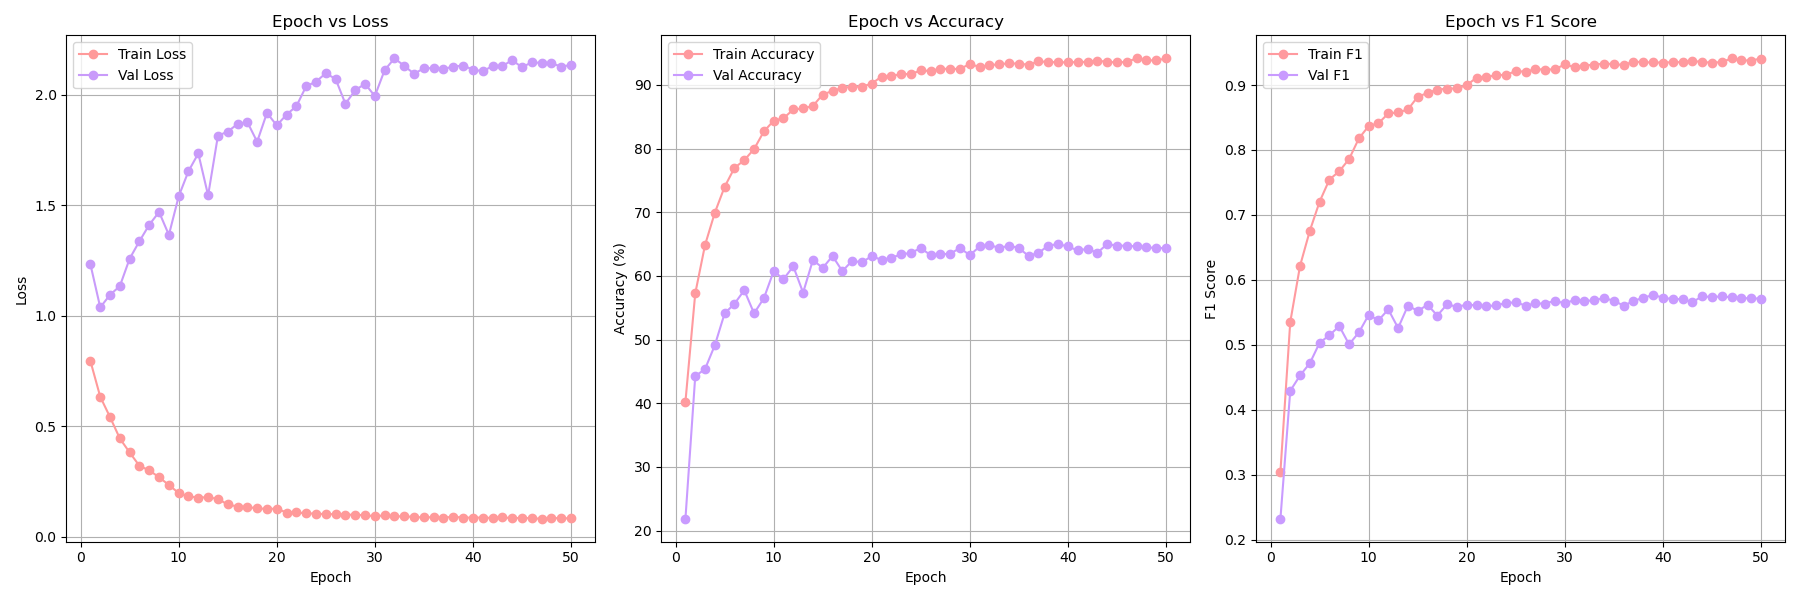 Epoch vs Loss
Train Loss
Val Loss
2.0
1.5
1.0
0.5
0.0
Loss
0 10 20 30 40 50
Epoch
Epoch vs Accuracy
Train Accuracy
Val Accuracy
90
80
70
60
50
40
30
20
Accuracy (%)
0 10 20 30 40 50
Epoch
Epoch vs F1 Score
Train F1
Val F1
0.9
0.8
0.7
0.6
0.5
0.4
0.3
0.2
F1 Score
0 10 20 30 40 50
Epoch